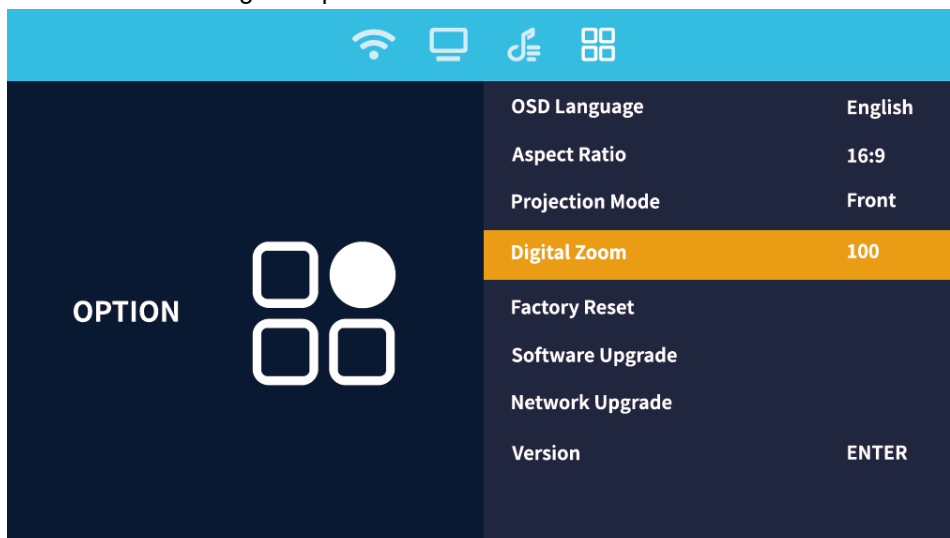 OSD Language English
Aspect Ratio 16:9
Projection Mode Front
Digital Zoom 100
OPTION
Factory Reset
Software Upgrade
Network Upgrade
Version ENTER